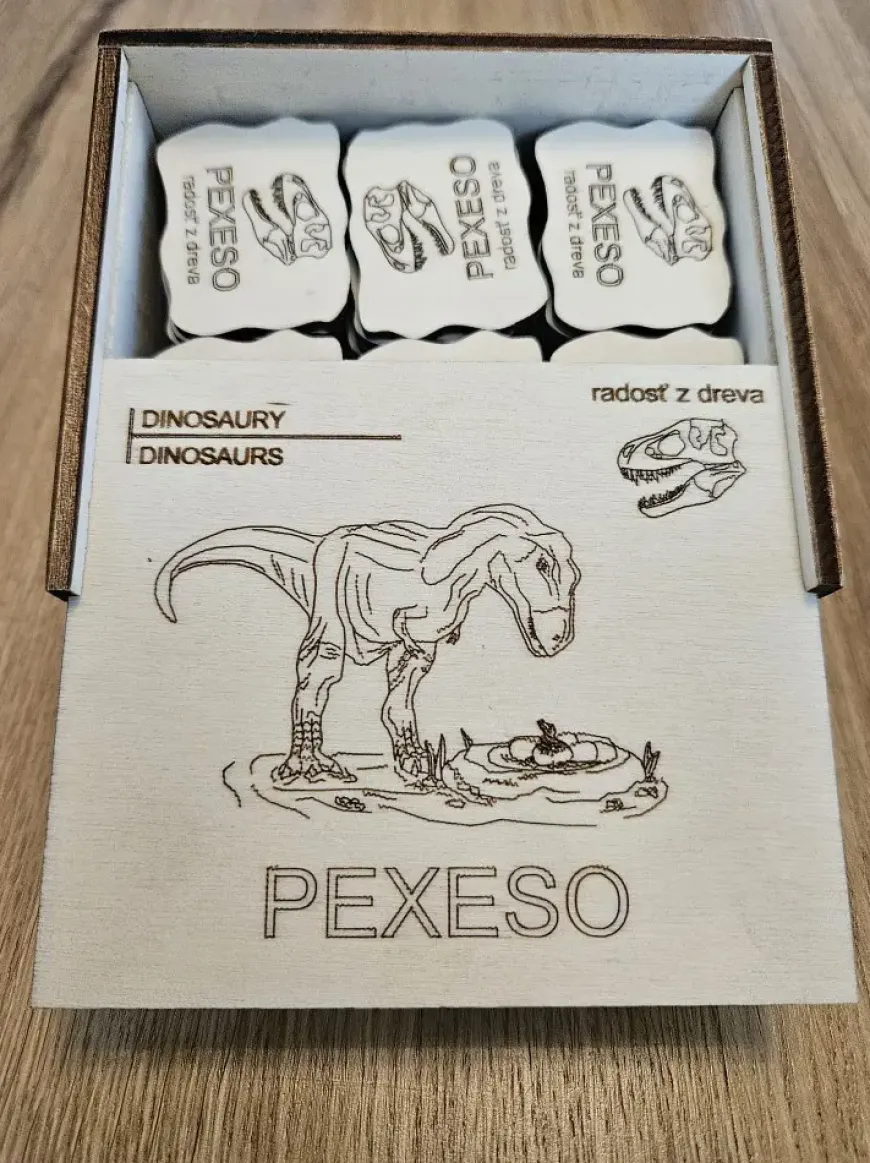 PEXESO
radosť z dreva
PEXESO
radosť z dreva
PEXESO
radosť z dreva
radosť z dreva
DINOSAURY
DINOSAURS
PEXESO